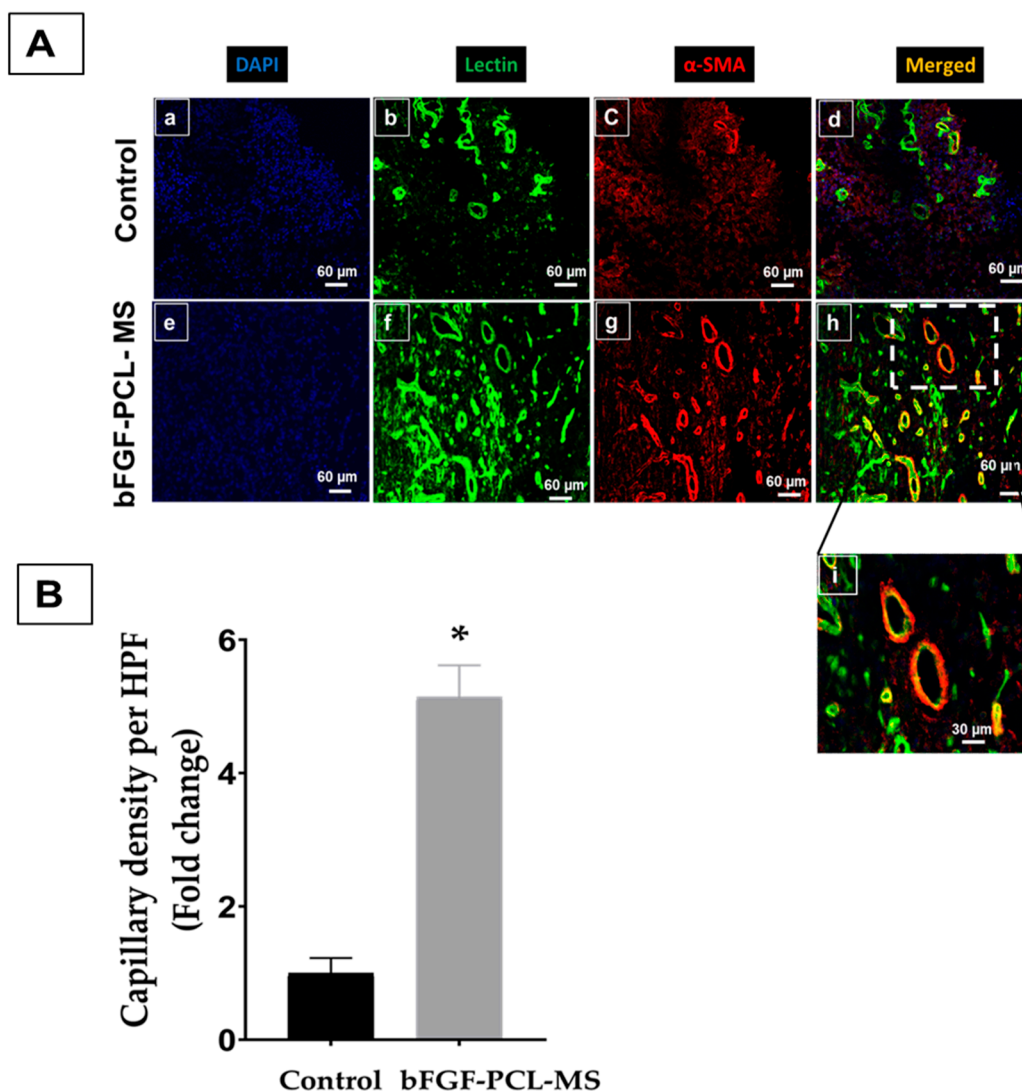 A
DAPI Lectin α-SMA Merged
Control
a b C d
60 µm 60 µm 60 µm 60 µm
bFGF-PCL- MS
e f g h
60 µm 60 µm 60 µm 60 µm
i
30 µm
B
Capillary density per HPF
(Fold change)
6
4
2
0
*
Control bFGF-PCL-MS